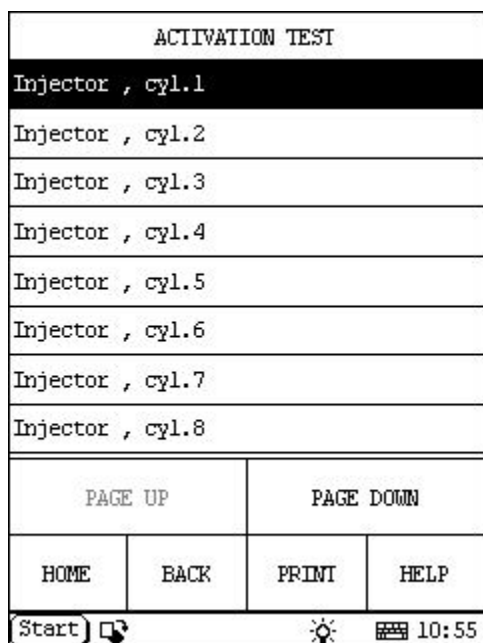 ACTIVATION TEST
Injector , cyl.1
Injector , cyl.2
Injector , cyl.3
Injector , cyl.4
Injector , cyl.5
Injector , cyl.6
Injector , cyl.7
Injector , cyl.8
PAGE UP PAGE DOWN
HOME BACK PRINT HELP
Start 10:55